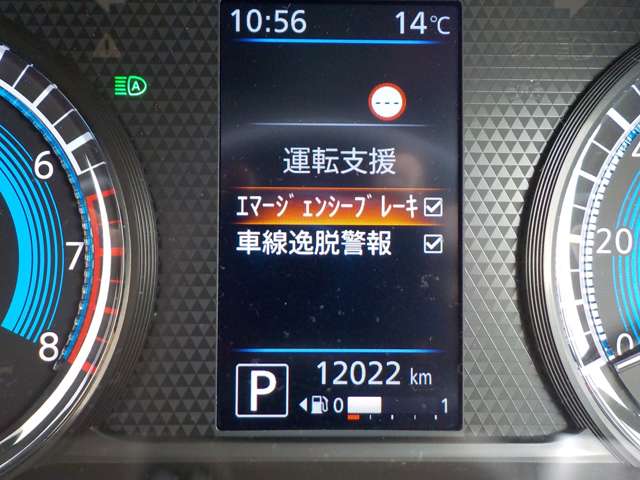 10:56 14℃
---
運転支援
エマージェンシーブレーキ
車線逸脱警報
6
7
8
20
0
P
12022 km
0 1
A